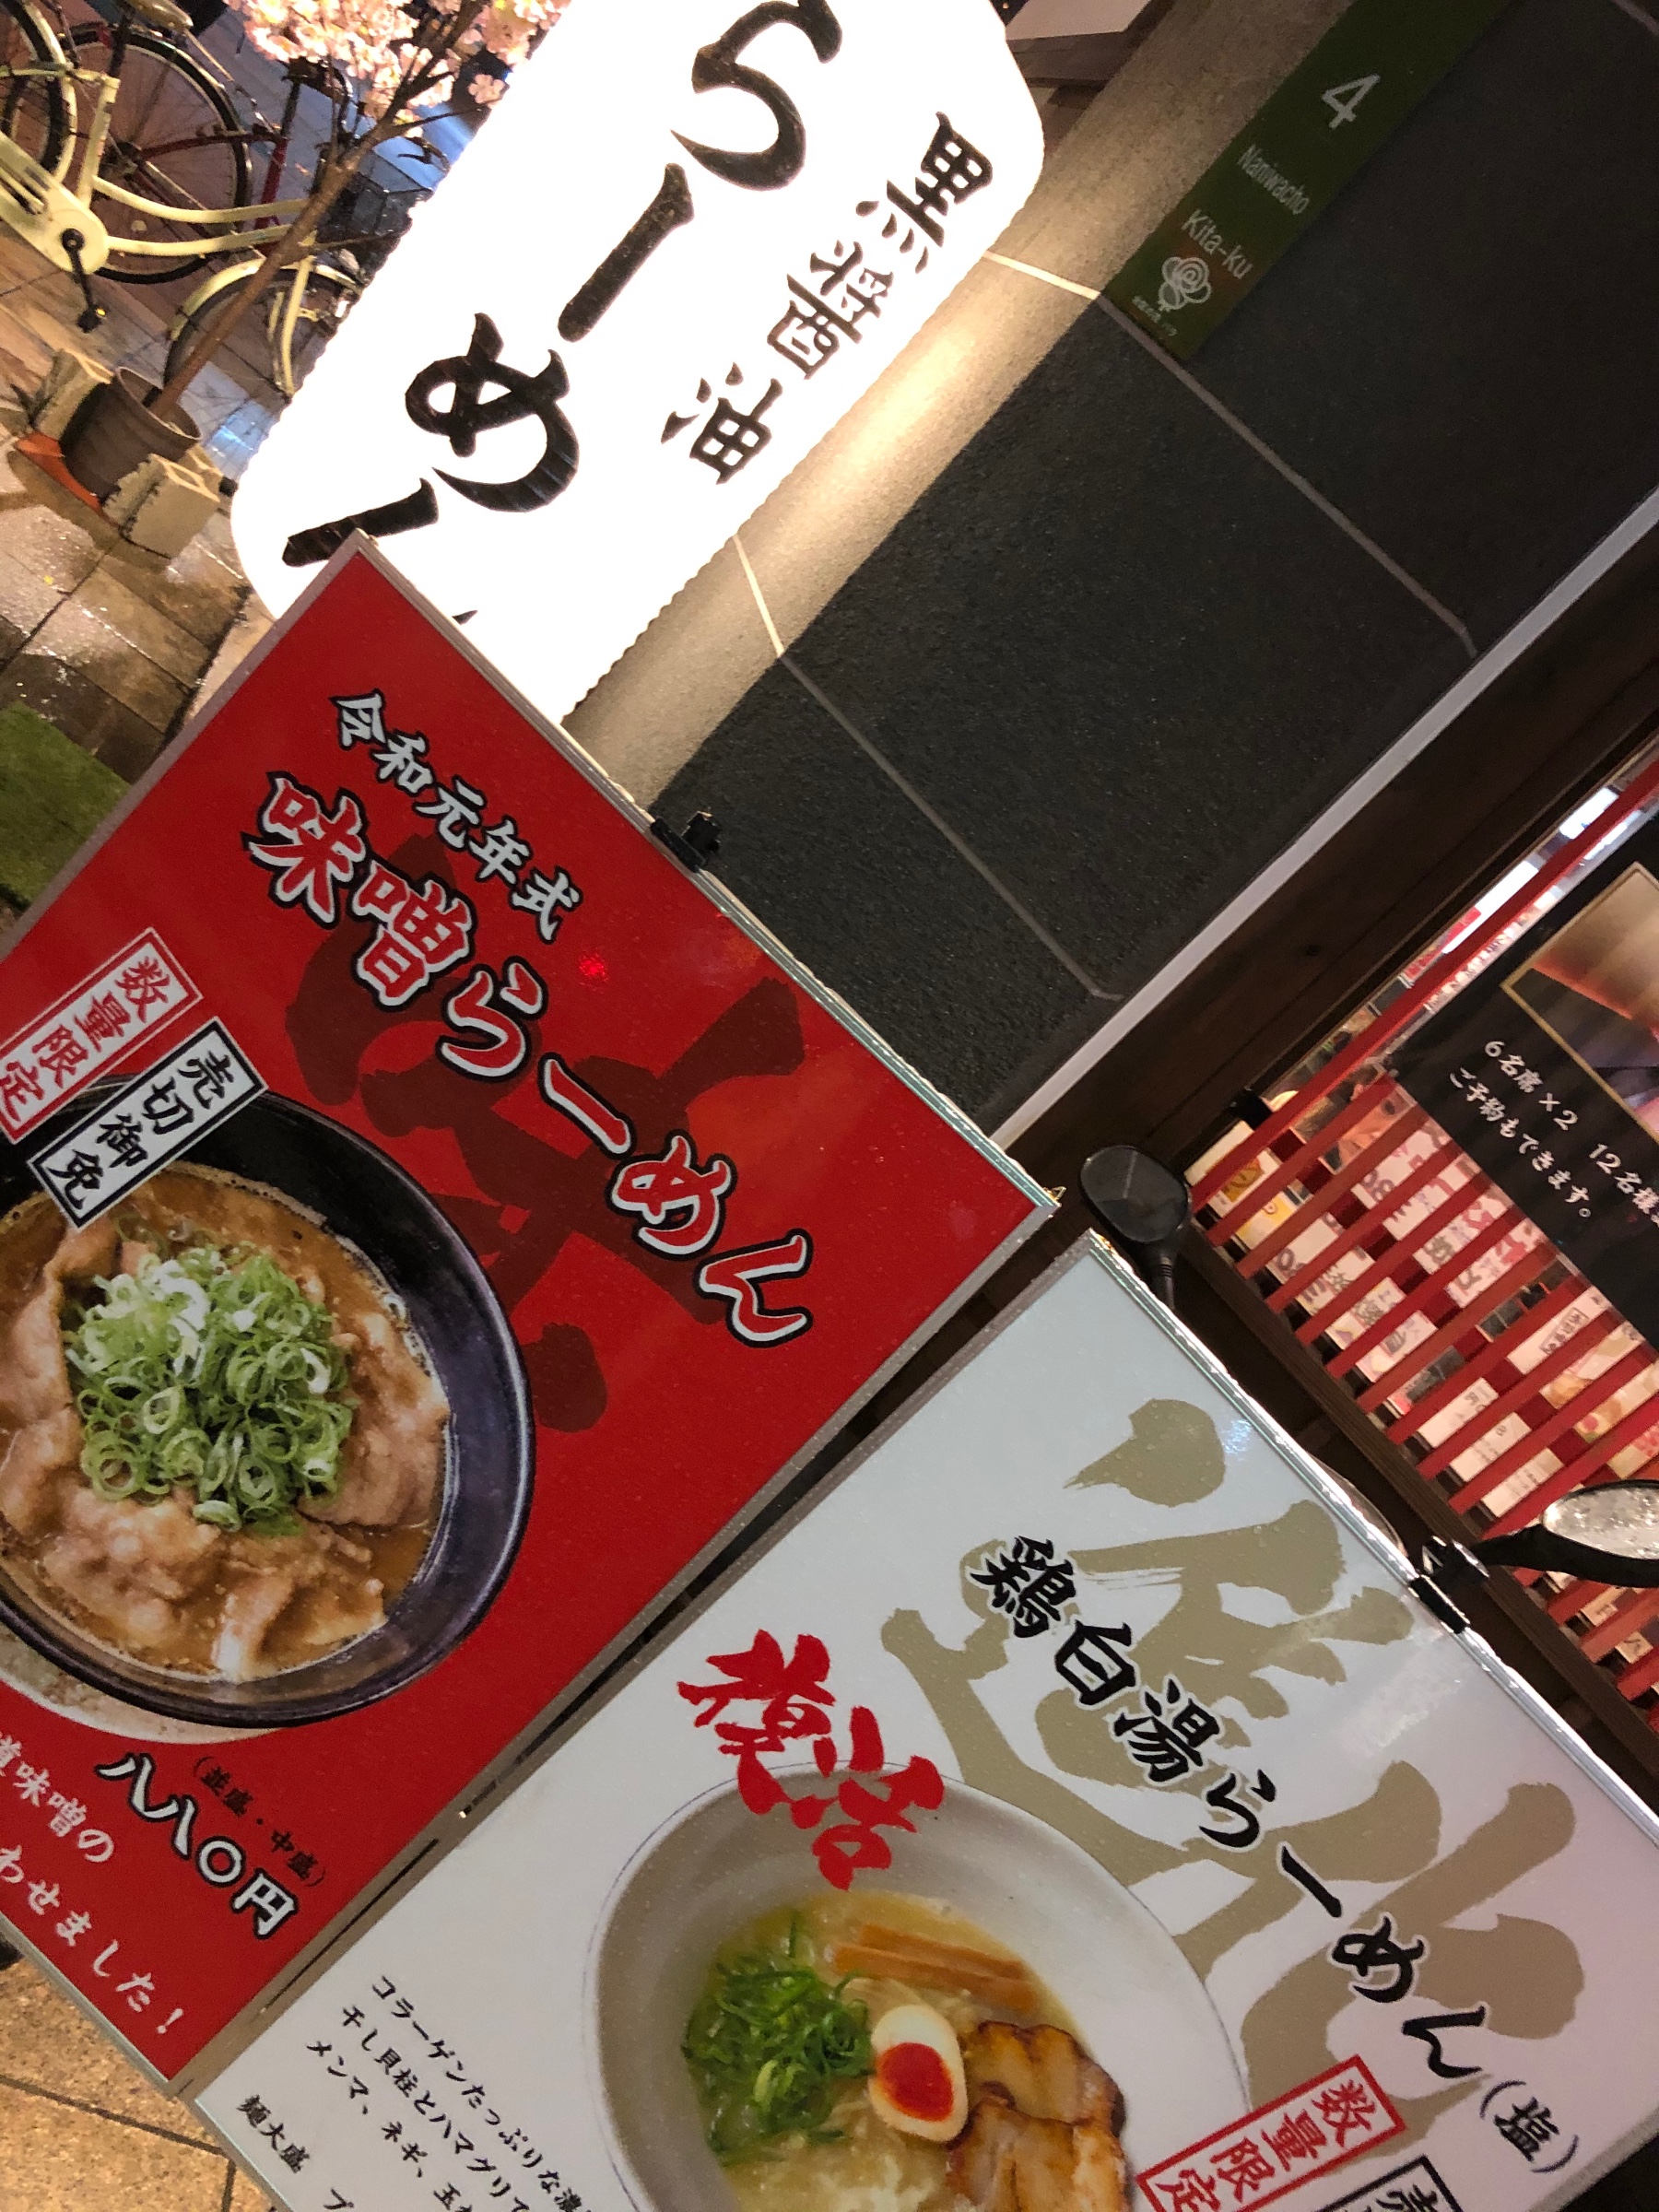 らーめん
黒醤油
4
Naniwacho
Kita-ku
令和元年式
味噌らーめん
数量限定
売切御免
(並盛・中盛)
八八〇円
味噌の
わせました!
6名席×2 12名様
ご予約もできます。
鶏白湯らーめん(塩)
復活
数量限定
コラーゲンたっぷりな濃
干し貝柱とハマグリで
メンマ、ネギ、玉
麺大盛 プ